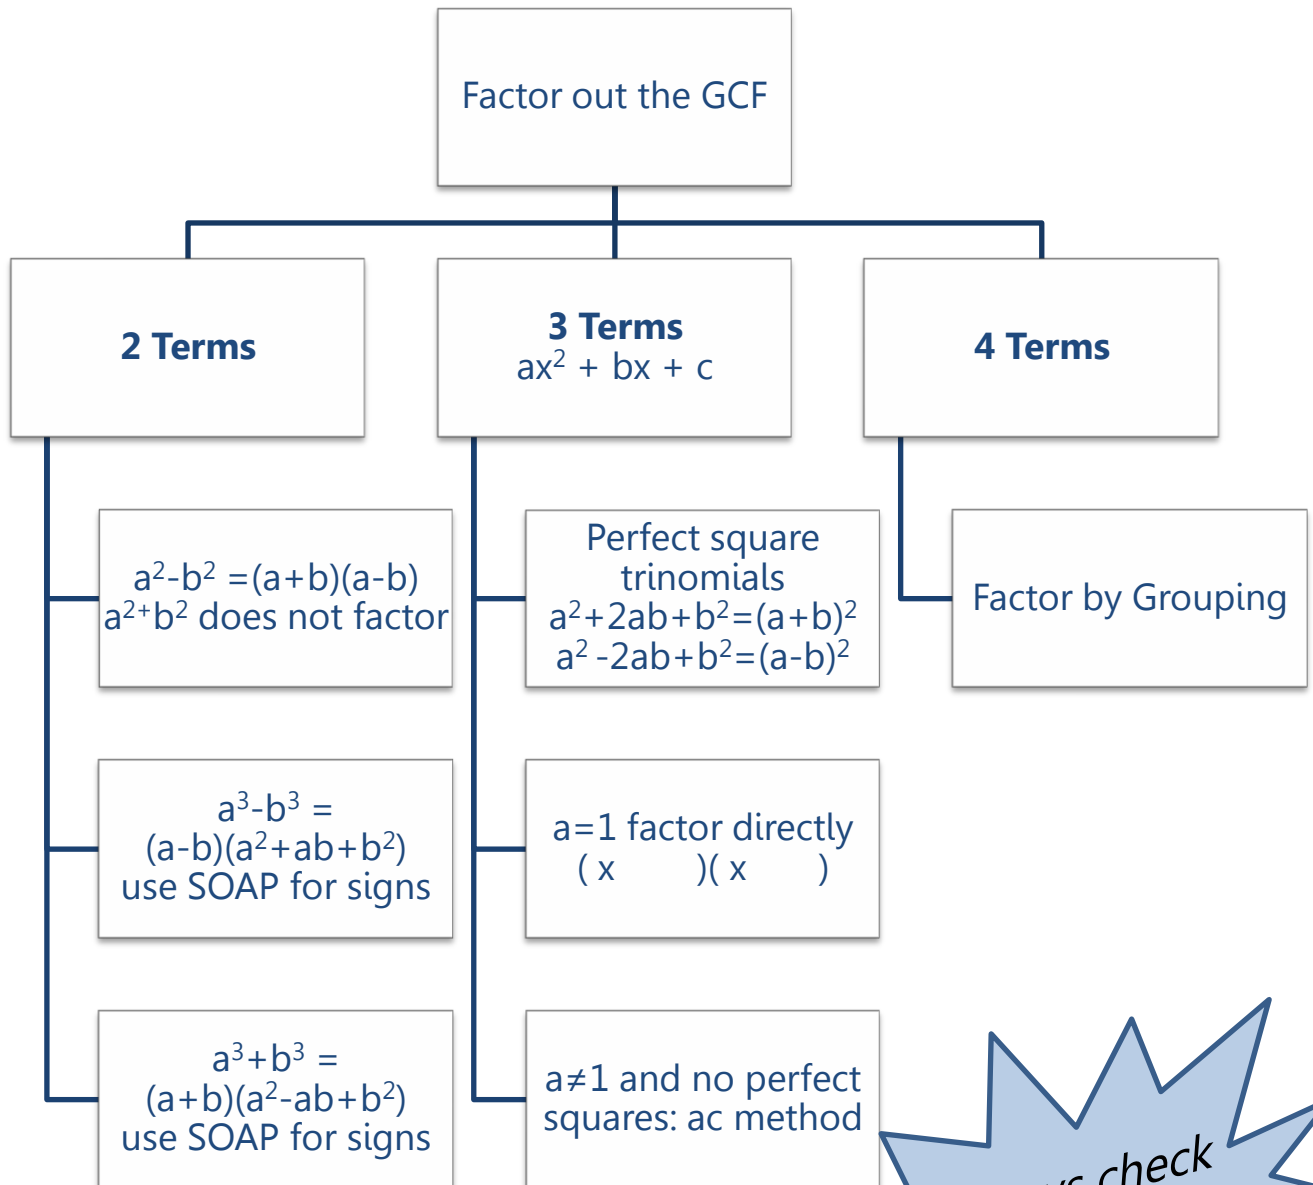 Factor out the GCF
2 Terms
3 Terms
ax² + bx + c
4 Terms
a²-b² =(a+b)(a-b)
a²⁺b² does not factor
Perfect square
trinomials
a²+2ab+b²=(a+b)²
a² -2ab+b²=(a-b)²
Factor by Grouping
a³-b³ =
(a-b)(a²+ab+b²)
use SOAP for signs
a=1 factor directly
( x        )( x       )
a³+b³ =
(a+b)(a²-ab+b²)
use SOAP for signs
a≠1 and no perfect
squares: ac method
check